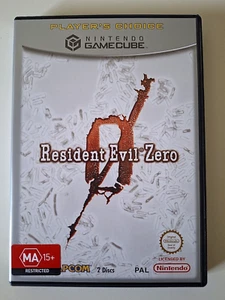 PLAYER'S CHOICE
NINTENDO
GAMECUBE
0
Resident Evil Zero
MA 15+
RESTRICTED
CAPCOM
2 Discs
PAL
LICENSED BY
Nintendo